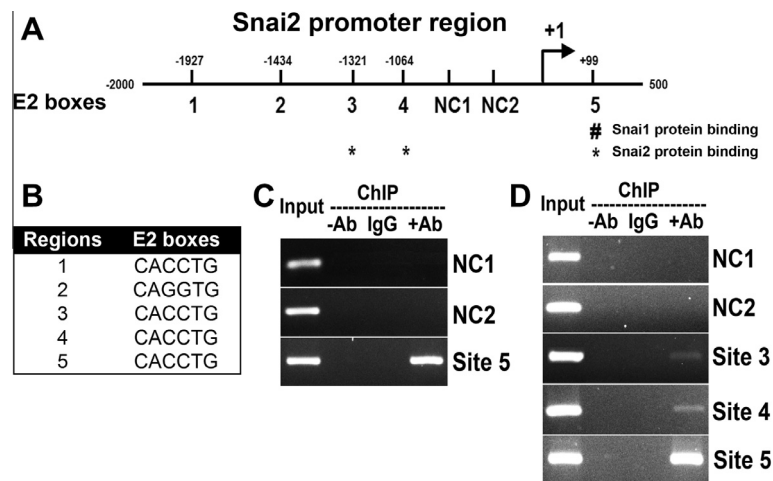 A
Snai2 promoter region
+1
-1927 -1434 -1321 -1064 +99
-2000 500
E2 boxes 1 2 3 4 NC1 NC2 5
# Snai1 protein binding
* * * Snai2 protein binding
B
Regions E2 boxes
1 CACCTG
2 CAGGTG
3 CACCTG
4 CACCTG
5 CACCTG
C
ChIP
Input -Ab IgG +Ab
NC1
NC2
Site 5
D
ChIP
Input -Ab IgG +Ab
NC1
NC2
Site 3
Site 4
Site 5